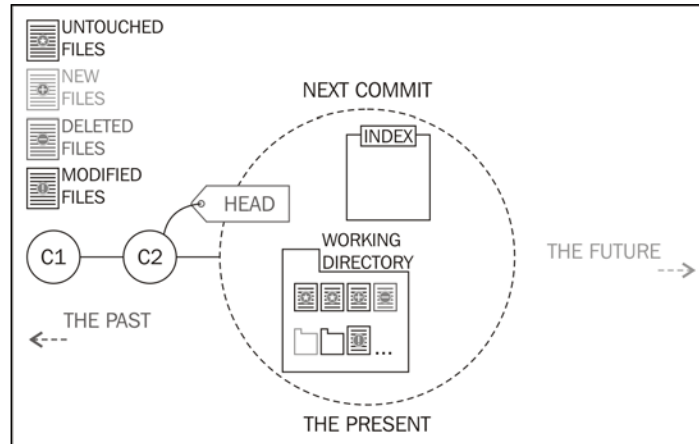 UNTOUCHED
FILES
NEW
FILES
DELETED
FILES
MODIFIED
FILES
NEXT COMMIT
INDEX
HEAD
C1
C2
WORKING
DIRECTORY
...
THE FUTURE
THE PAST
THE PRESENT